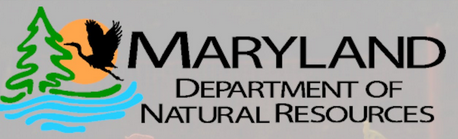 MARYLAND
DEPARTMENT OF
NATURAL RESOURCES